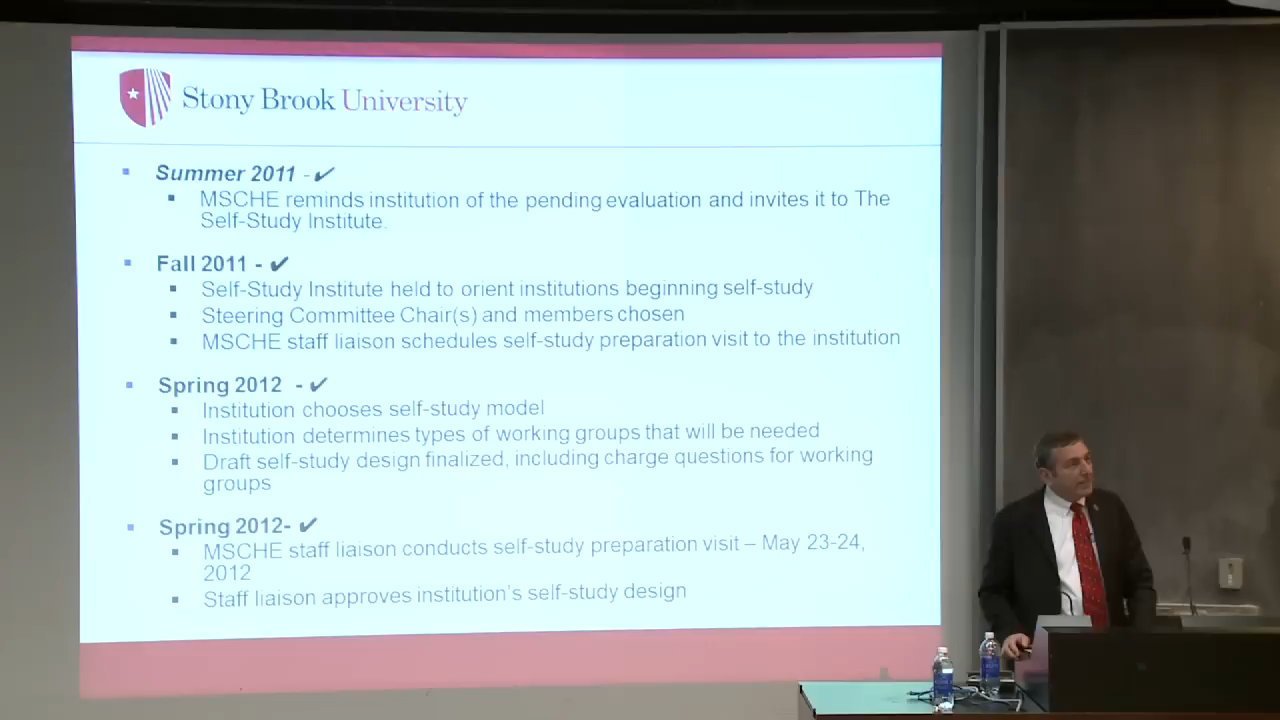 Stony Brook University
Summer 2011 - ✔
MSCHE reminds institution of the pending evaluation and invites it to The
Self-Study Institute.
Fall 2011 - ✔
Self-Study Institute held to orient institutions beginning self-study
Steering Committee Chair(s) and members chosen
MSCHE staff liaison schedules self-study preparation visit to the institution
Spring 2012 - ✔
Institution chooses self-study model
Institution determines types of working groups that will be needed
Draft self-study design finalized, including charge questions for working
groups
Spring 2012- ✔
MSCHE staff liaison conducts self-study preparation visit – May 23-24,
2012
Staff liaison approves institution's self-study design